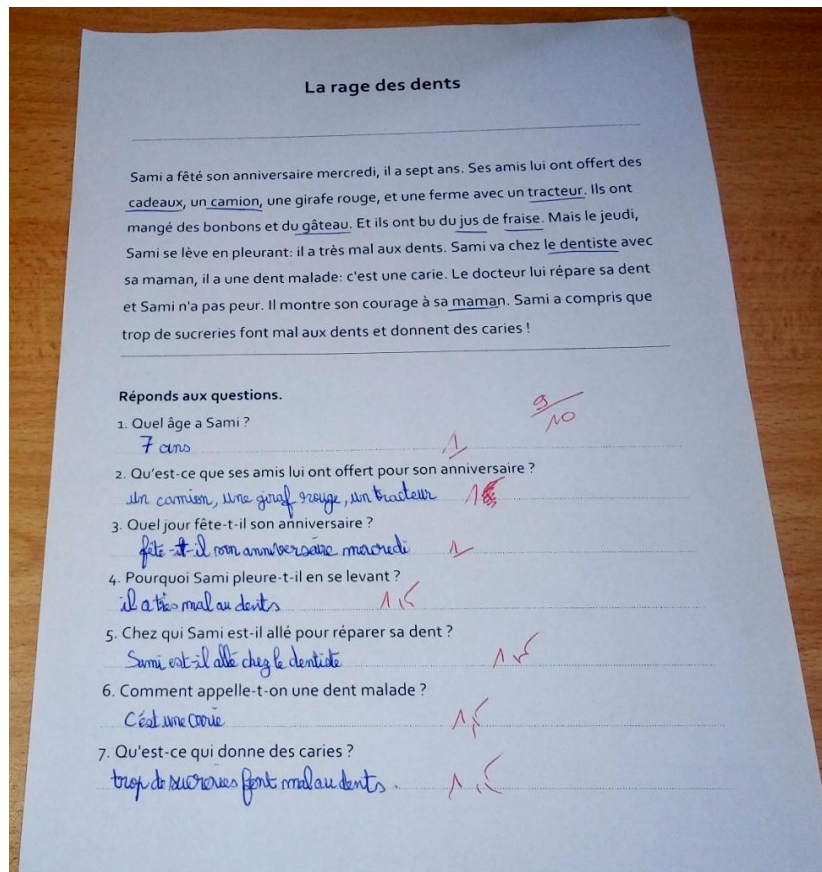 La rage des dents
Sami a fêté son anniversaire mercredi, il a sept ans. Ses amis lui ont offert des
cadeaux, un camion, une girafe rouge, et une ferme avec un tracteur. Ils ont
mangé des bonbons et du gâteau. Et ils ont bu du jus de fraise. Mais le jeudi,
Sami se lève en pleurant: il a très mal aux dents. Sami va chez le dentiste avec
sa maman, il a une dent malade: c'est une carie. Le docteur lui répare sa dent
et Sami n'a pas peur. Il montre son courage à sa maman. Sami a compris que
trop de sucreries font mal aux dents et donnent des caries !
Réponds aux questions.
9/10
1. Quel âge a Sami ?
7 ans 1
2. Qu'est-ce que ses amis lui ont offert pour son anniversaire ?
un camion, une giraf rouge, un tracteur 1
3. Quel jour fête-t-il son anniversaire ?
fête-t-il son anniversaire mercredi 1
4. Pourquoi Sami pleure-t-il en se levant ?
il a très mal au dents 1,5
5. Chez qui Sami est-il allé pour réparer sa dent ?
Sami est-il allé chez le dentiste 1,5
6. Comment appelle-t-on une dent malade ?
C'est une carie 1,5
7. Qu'est-ce qui donne des caries ?
trop de sucreries font mal au dents. 1,5